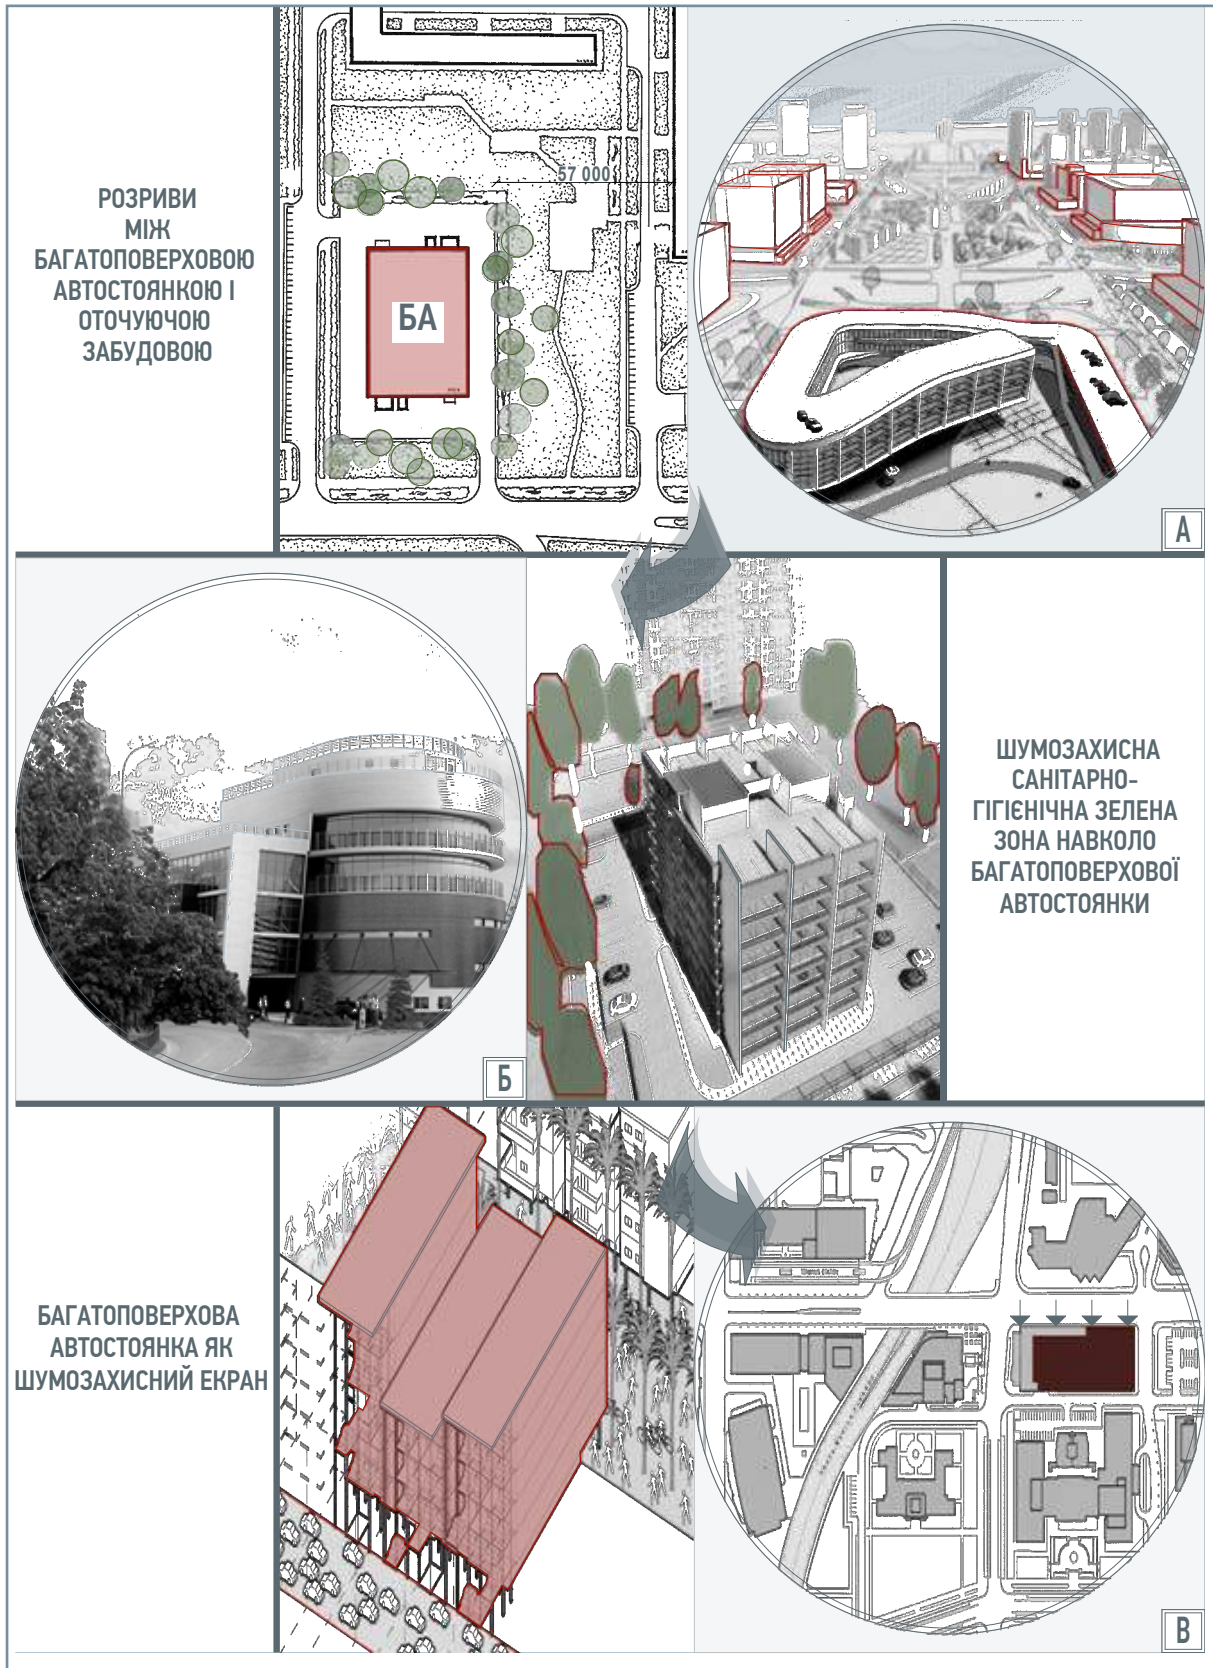 РОЗРИВИ
МІЖ
БАГАТОПОВЕРХОВОЮ
АВТОСТОЯНКОЮ І
ОТОЧУЮЧОЮ
ЗАБУДОВОЮ
57 000
БА
А
Б
ШУМОЗАХИСНА
САНІТАРНО-
ГІГІЄНІЧНА ЗЕЛЕНА
ЗОНА НАВКОЛО
БАГАТОПОВЕРХОВОЇ
АВТОСТОЯНКИ
БАГАТОПОВЕРХОВА
АВТОСТОЯНКА ЯК
ШУМОЗАХИСНИЙ ЕКРАН
В